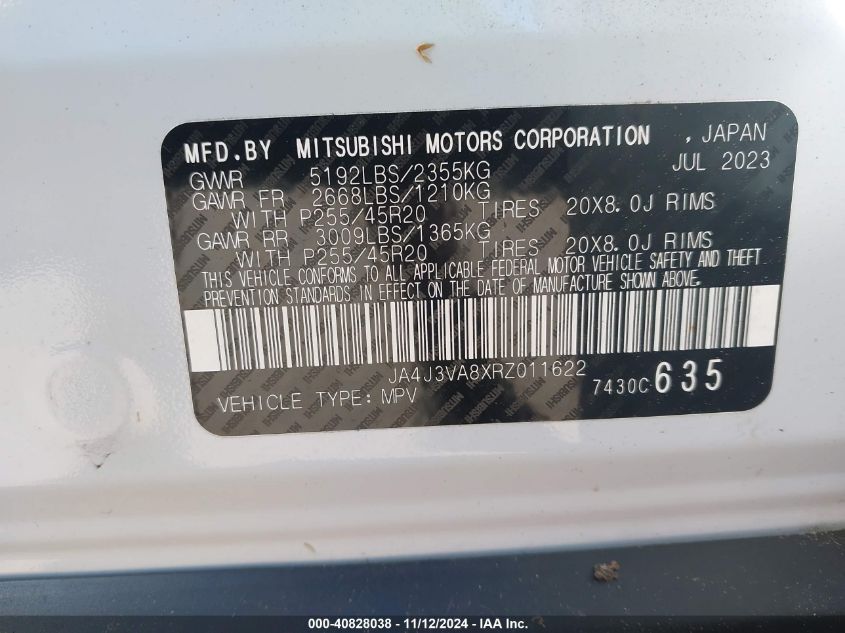 MFD.BY MITSUBISHI MOTORS CORPORATION , JAPAN
JUL 2023
GVWR 5192LBS/2355KG
GAWR FR 2668LBS/1210KG
WITH P255/45R20 TIRES 20X8.0J RIMS
GAWR RR 3009LBS/1365KG
WITH P255/45R20 TIRES 20X8.0J RIMS
THIS VEHICLE CONFORMS TO ALL APPLICABLE FEDERAL MOTOR VEHICLE SAFETY AND THEFT
PREVENTION STANDARDS IN EFFECT ON THE DATE OF MANUFACTURE SHOWN ABOVE.
JA4J3VA8XRZ011622
VEHICLE TYPE: MPV 7430C 635
000-40828038 - 11/12/2024 - IAA Inc.